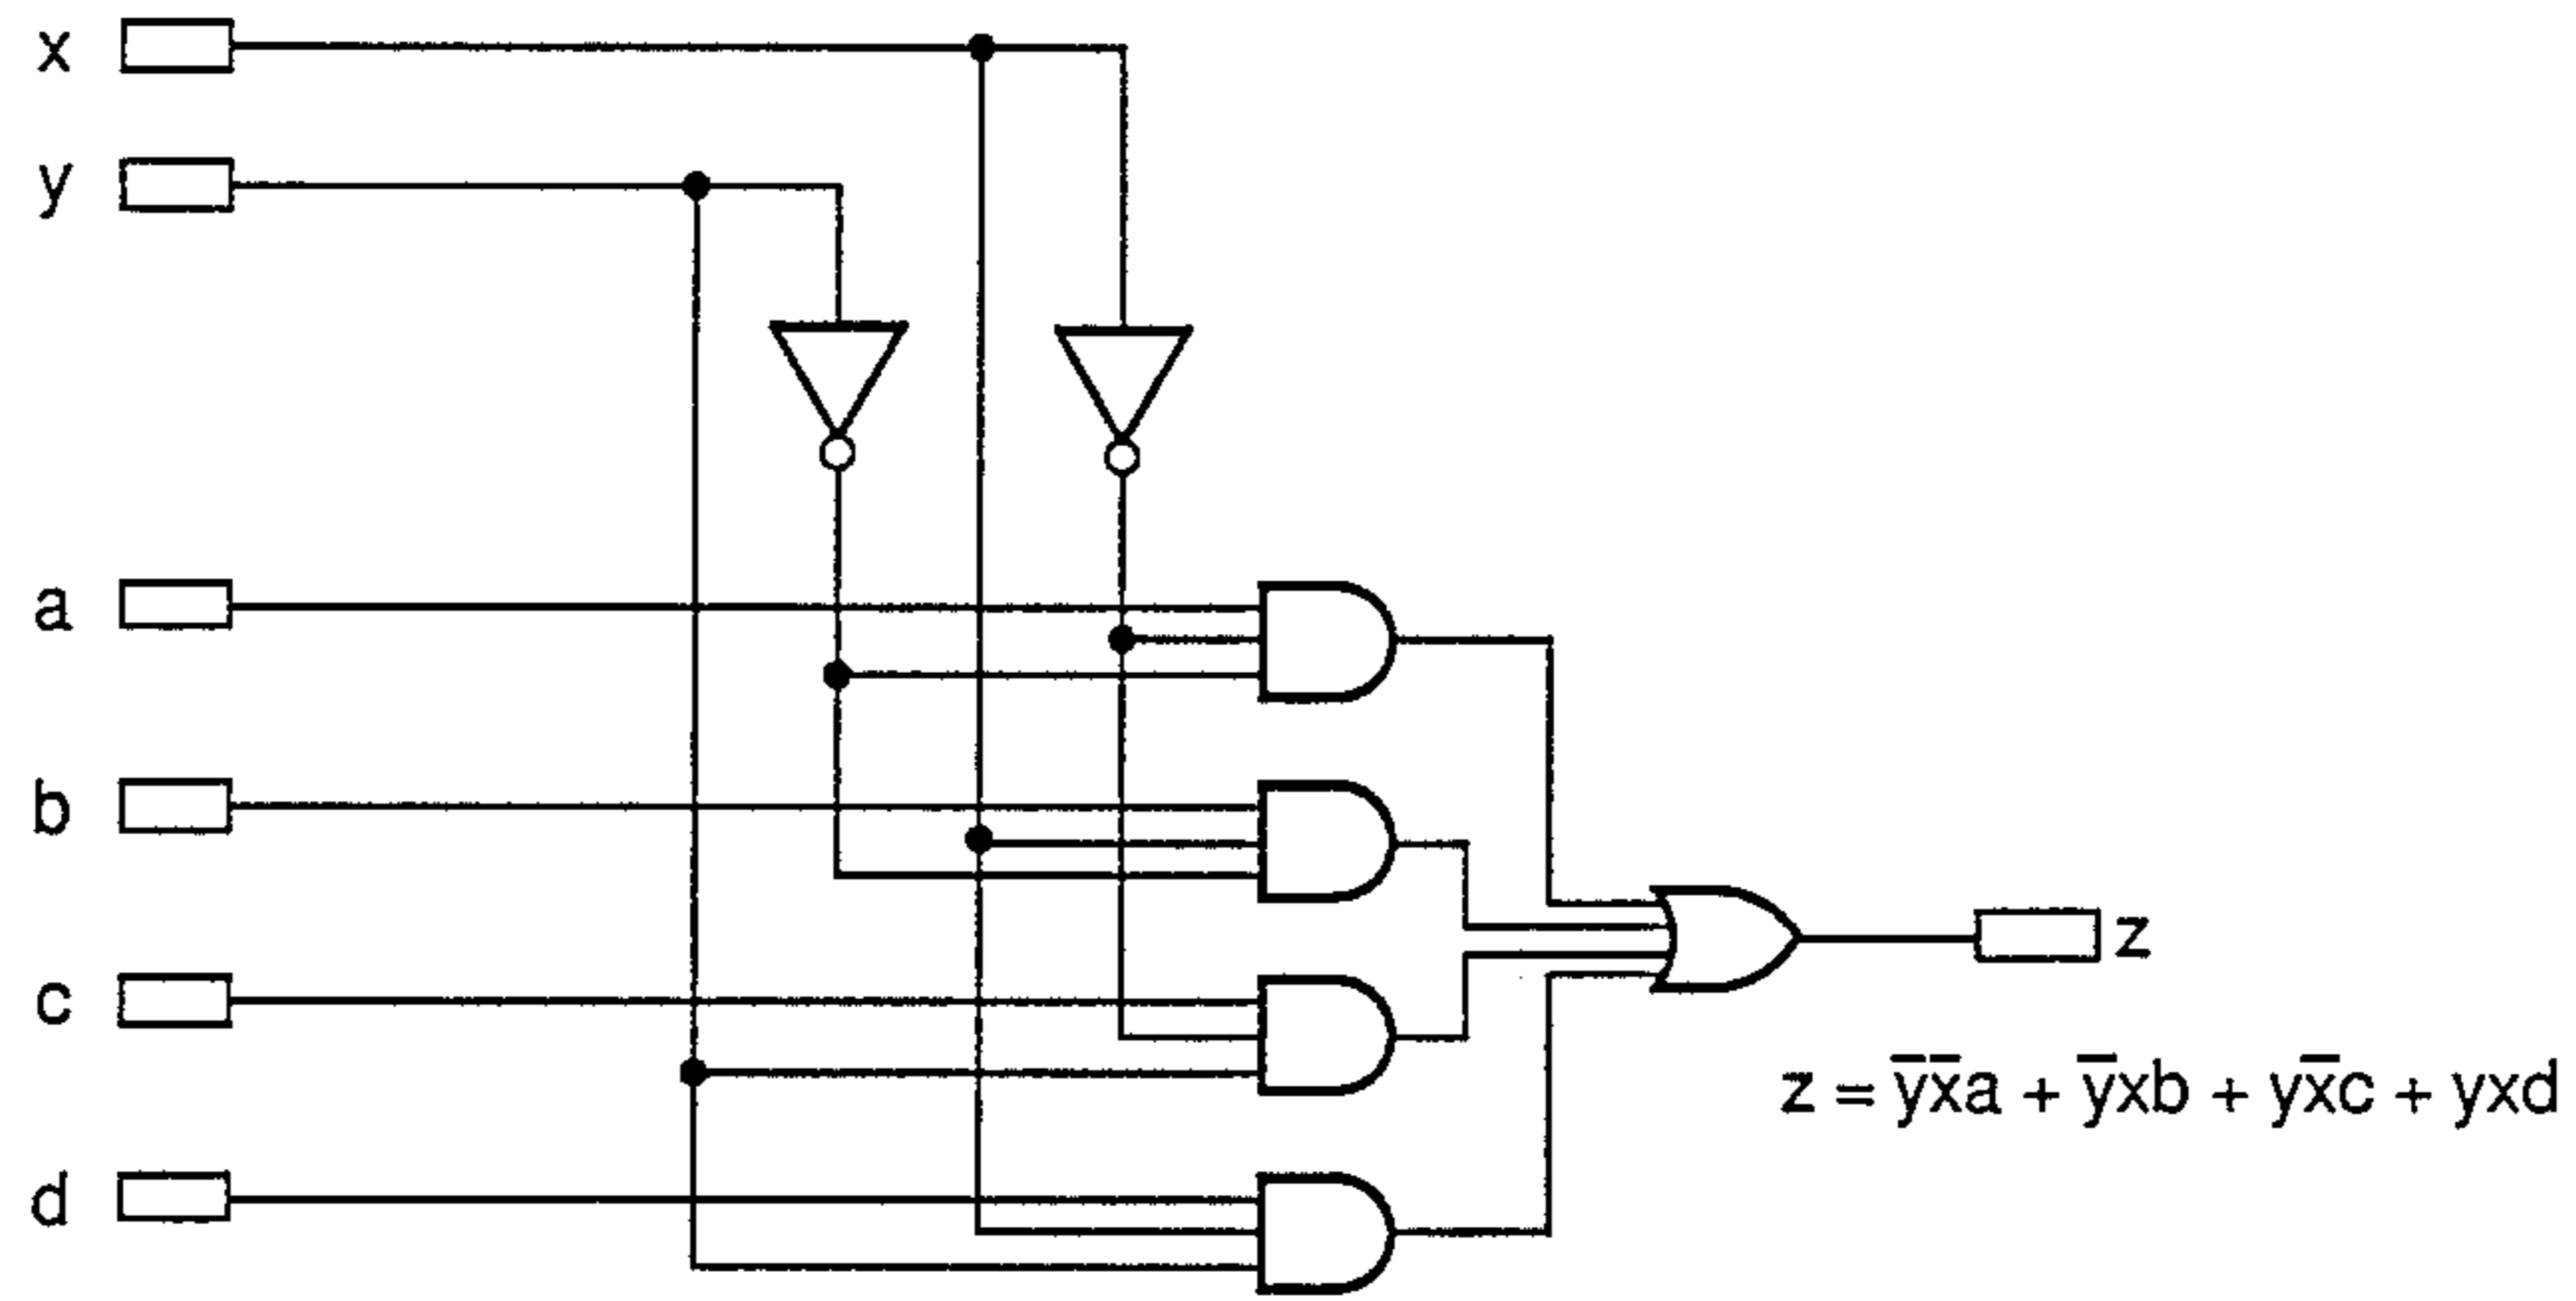 x
y
a
b
c
z
z = y̅x̅a + y̅xb + yx̅c + yxd
d